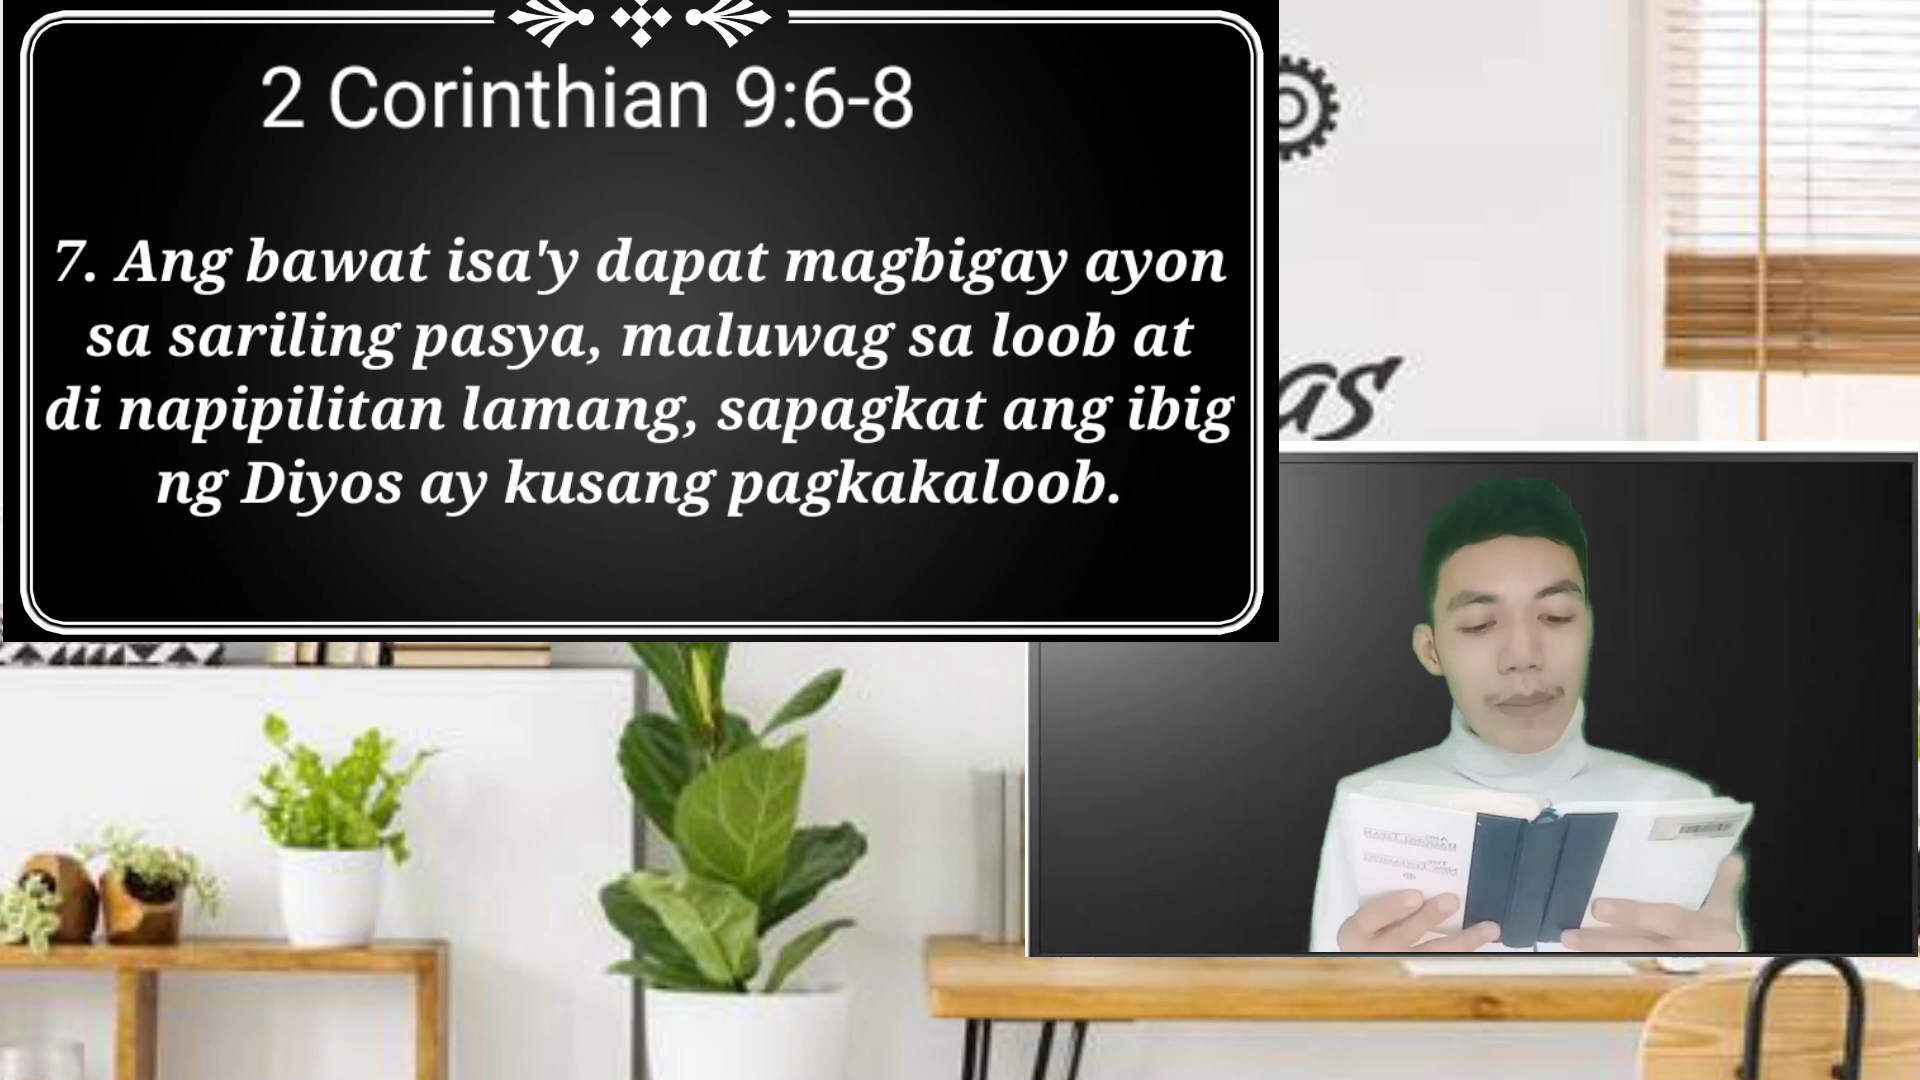 2 Corinthian 9:6-8
7. Ang bawat isa'y dapat magbigay ayon
sa sariling pasya, maluwag sa loob at
di napipilitan lamang, sapagkat ang ibig
ng Diyos ay kusang pagkakaloob.
as